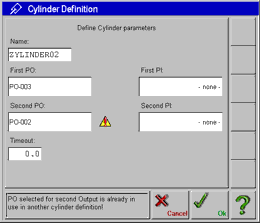 Cylinder Definition
Define Cylinder parameters
Name:
ZYLINDER02
First PO:
First PI:
PO-003
- none -
Second PO:
Second PI:
PO-002
- none -
Timeout:
0.0
PO selected for second Output is already in
use in another cylinder definition!
Cancel
Ok